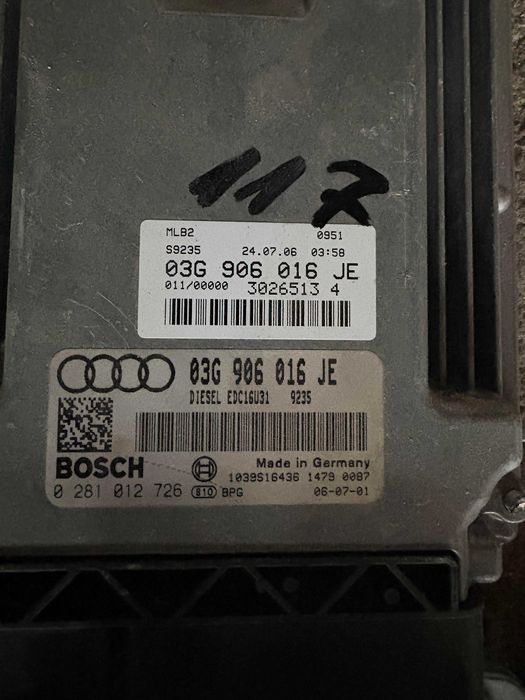 117
MLB2 0951
S9235 24.07.06 03:58
03G 906 016 JE
011/00000 3026513 4
03G 906 016 JE
DIESEL EDC16U31 9235
BOSCH Made in Germany
1039S16436 1479 0087
0 281 012 726 810 BPG 06-07-01